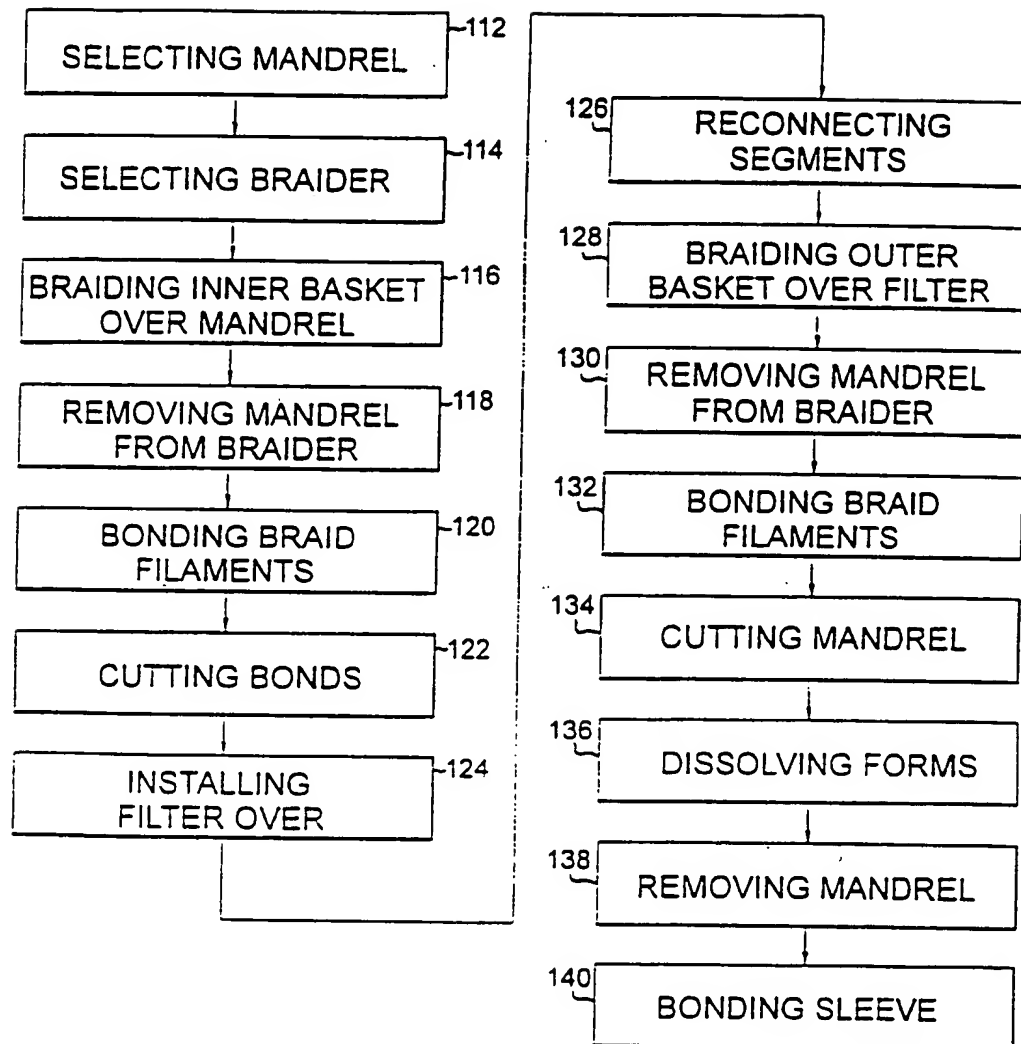 112
SELECTING MANDREL
114
SELECTING BRAIDER
116
BRAIDING INNER BASKET
OVER MANDREL
118
REMOVING MANDREL
FROM BRAIDER
120
BONDING BRAID
FILAMENTS
122
CUTTING BONDS
124
INSTALLING
FILTER OVER
126
RECONNECTING
SEGMENTS
128
BRAIDING OUTER
BASKET OVER FILTER
130
REMOVING MANDREL
FROM BRAIDER
132
BONDING BRAID
FILAMENTS
134
CUTTING MANDREL
136
DISSOLVING FORMS
138
REMOVING MANDREL
140
BONDING SLEEVE